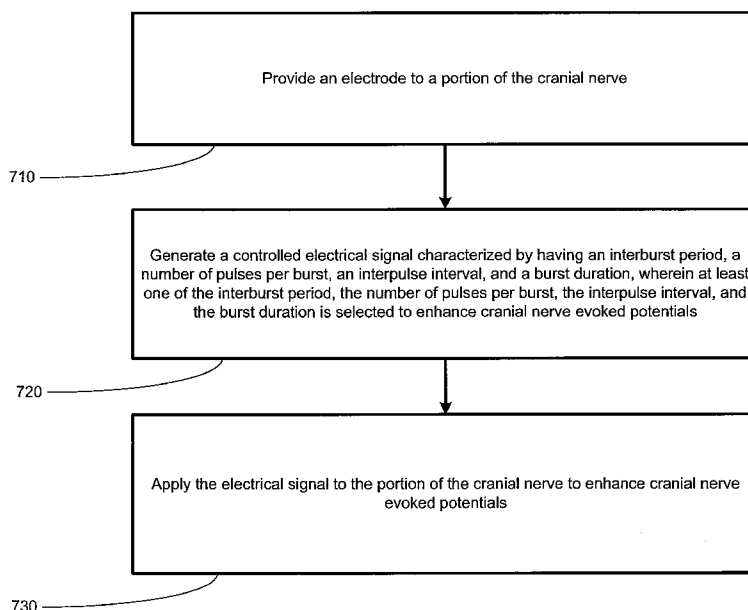 Provide an electrode to a portion of the cranial nerve
710
Generate a controlled electrical signal characterized by having an interburst period, a
number of pulses per burst, an interpulse interval, and a burst duration, wherein at least
one of the interburst period, the number of pulses per burst, the interpulse interval, and
the burst duration is selected to enhance cranial nerve evoked potentials
720
Apply the electrical signal to the portion of the cranial nerve to enhance cranial nerve
evoked potentials
730